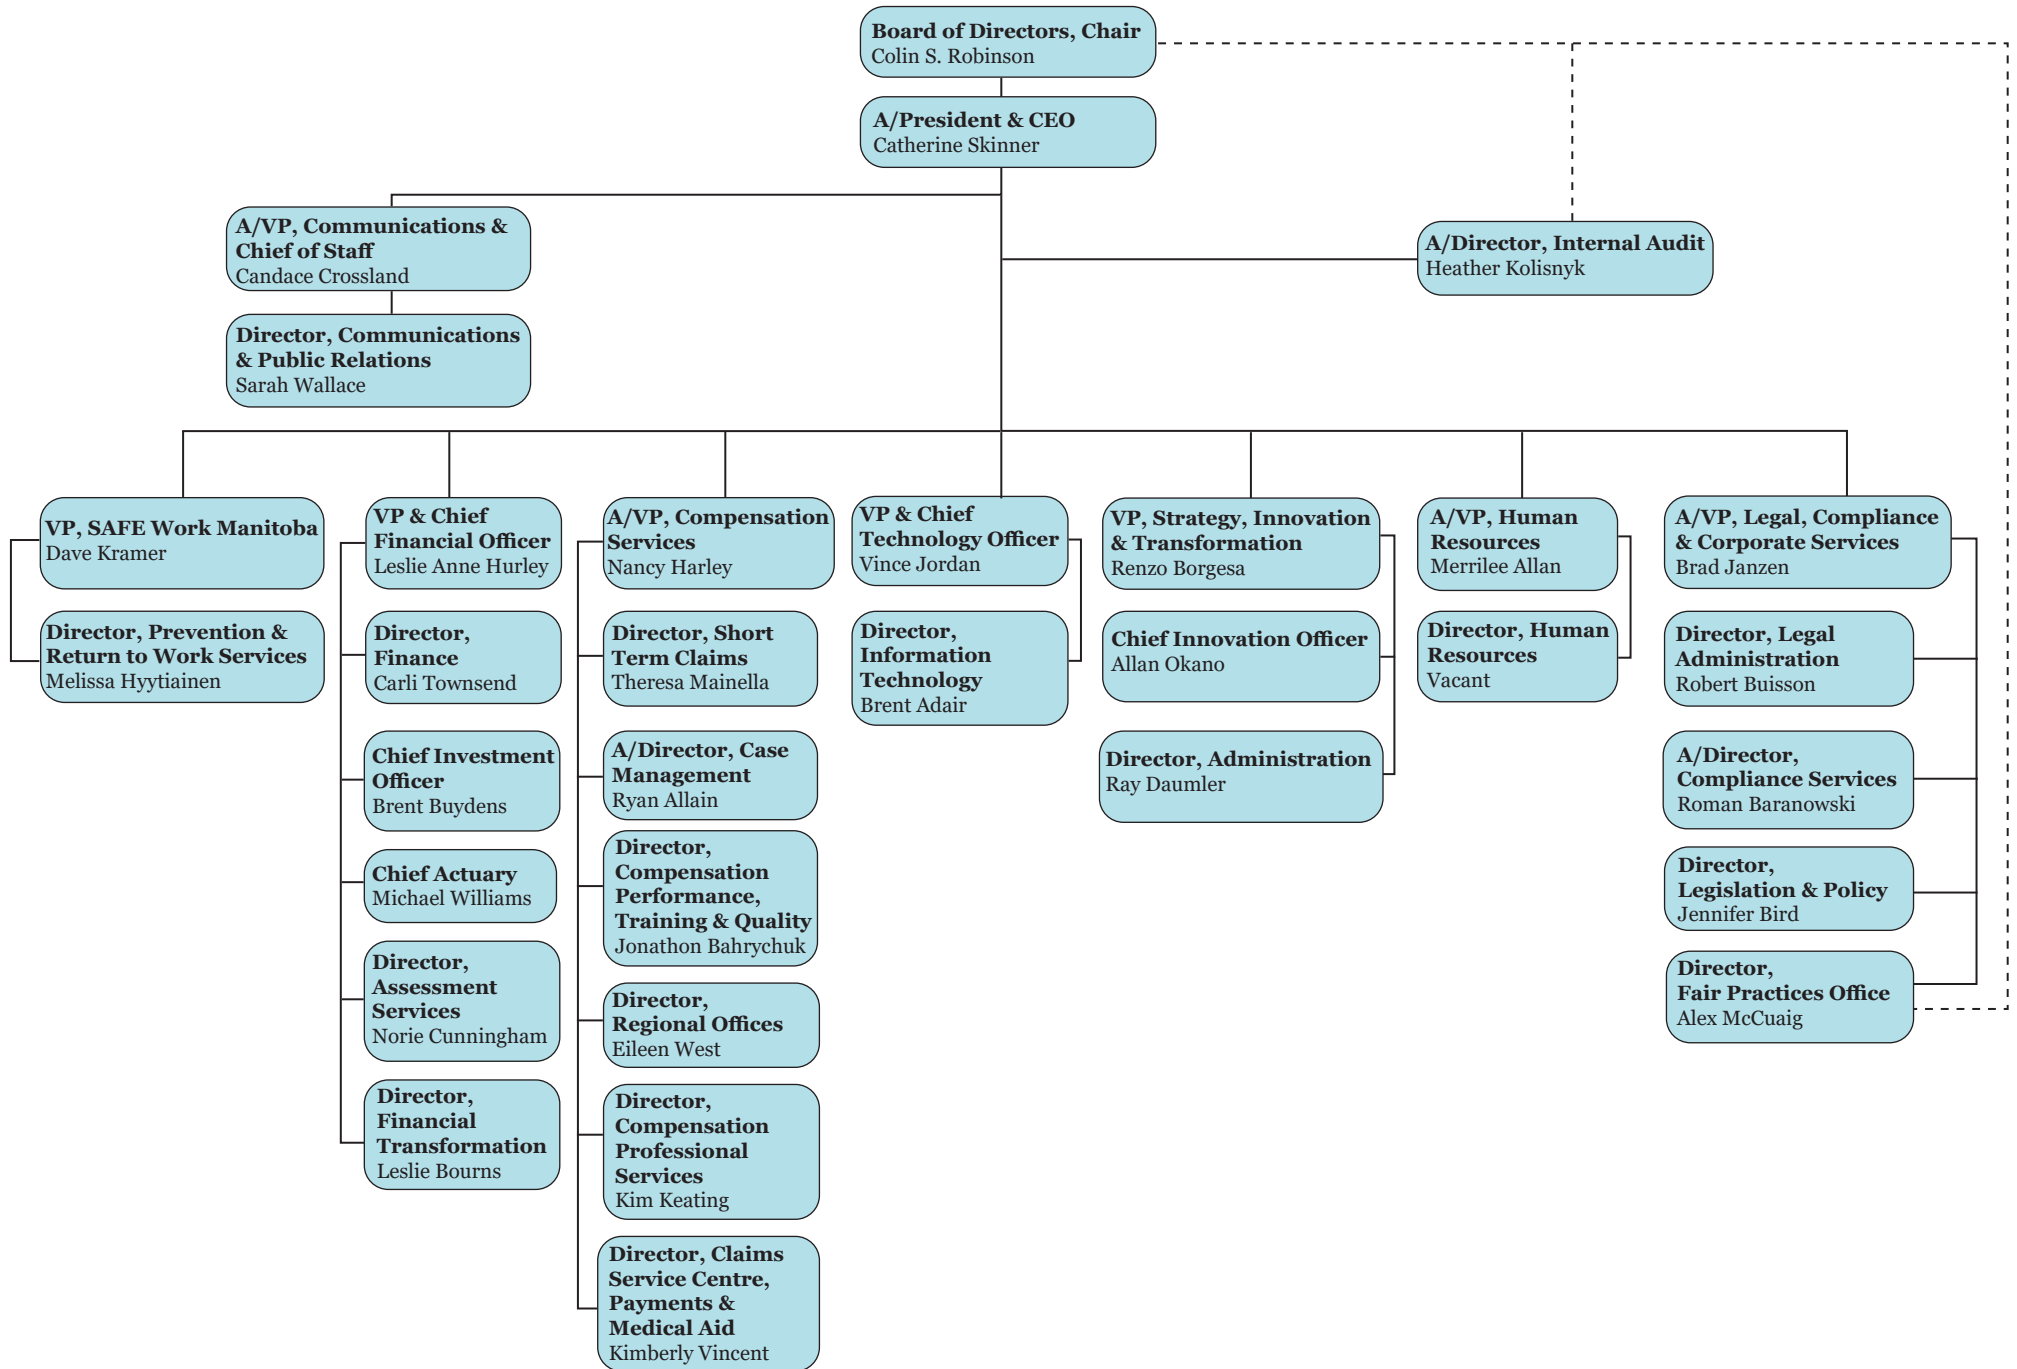 Board of Directors, Chair
Colin S. Robinson
A/President & CEO
Catherine Skinner
A/VP, Communications &
Chief of Staff
Candace Crossland
A/Director, Internal Audit
Heather Kolisnyk
Director, Communications
& Public Relations
Sarah Wallace
VP, SAFE Work Manitoba
Dave Kramer
Director, Prevention &
Return to Work Services
Melissa Hyytiainen
VP & Chief
Financial Officer
Leslie Anne Hurley
Director,
Finance
Carli Townsend
Chief Investment
Officer
Brent Buydens
Chief Actuary
Michael Williams
Director,
Assessment
Services
Norie Cunningham
Director,
Financial
Transformation
Leslie Bourns
A/VP, Compensation
Services
Nancy Harley
Director, Short
Term Claims
Theresa Mainella
A/Director, Case
Management
Ryan Allain
Director,
Compensation
Performance,
Training & Quality
Jonathon Bahrychuk
Director,
Regional Offices
Eileen West
Director,
Compensation
Professional
Services
Kim Keating
Director, Claims
Service Centre,
Payments &
Medical Aid
Kimberly Vincent
VP & Chief
Technology Officer
Vince Jordan
Director,
Information
Technology
Brent Adair
VP, Strategy, Innovation
& Transformation
Renzo Borgesa
Chief Innovation Officer
Allan Okano
Director, Administration
Ray Daumler
A/VP, Human
Resources
Merrilee Allan
Director, Human
Resources
Vacant
A/VP, Legal, Compliance
& Corporate Services
Brad Janzen
Director, Legal
Administration
Robert Buisson
A/Director,
Compliance Services
Roman Baranowski
Director,
Legislation & Policy
Jennifer Bird
Director,
Fair Practices Office
Alex McCuaig